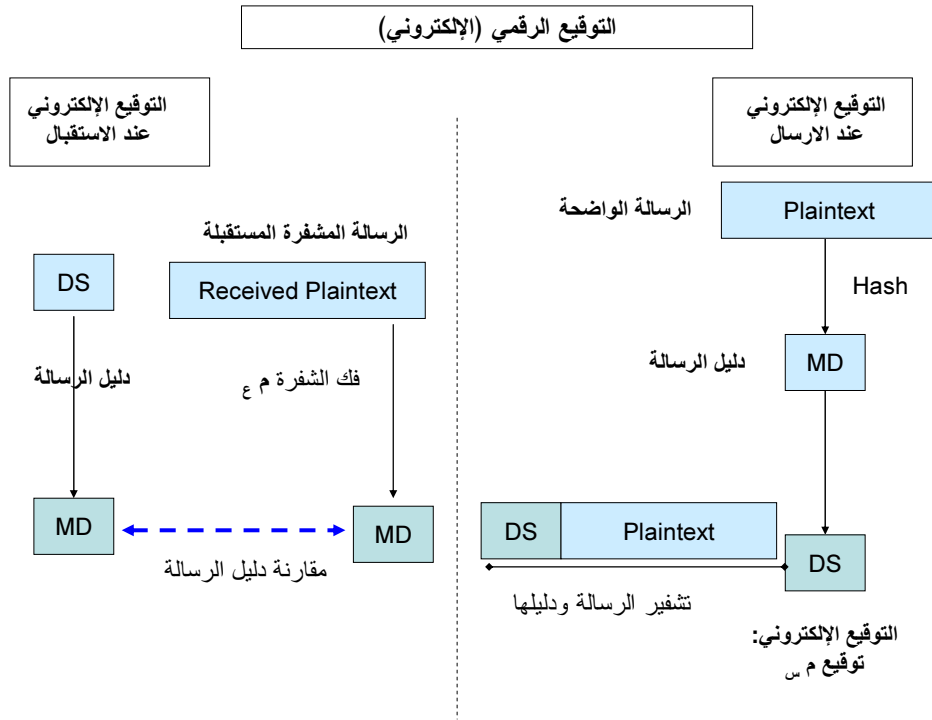 التوقيع الرقمي (الإلكتروني)
التوقيع الإلكتروني
عند الارسال
الرسالة الواضحة
Plaintext
Hash
دليل الرسالة
MD
DS
Plaintext
DS
تشفير الرسالة ودليلها
التوقيع الإلكتروني:
توقيع م س
التوقيع الإلكتروني
عند الاستقبال
الرسالة المشفرة المستقبلة
Received Plaintext
DS
فك الشفرة م ع
دليل الرسالة
MD
MD
مقارنة دليل الرسالة